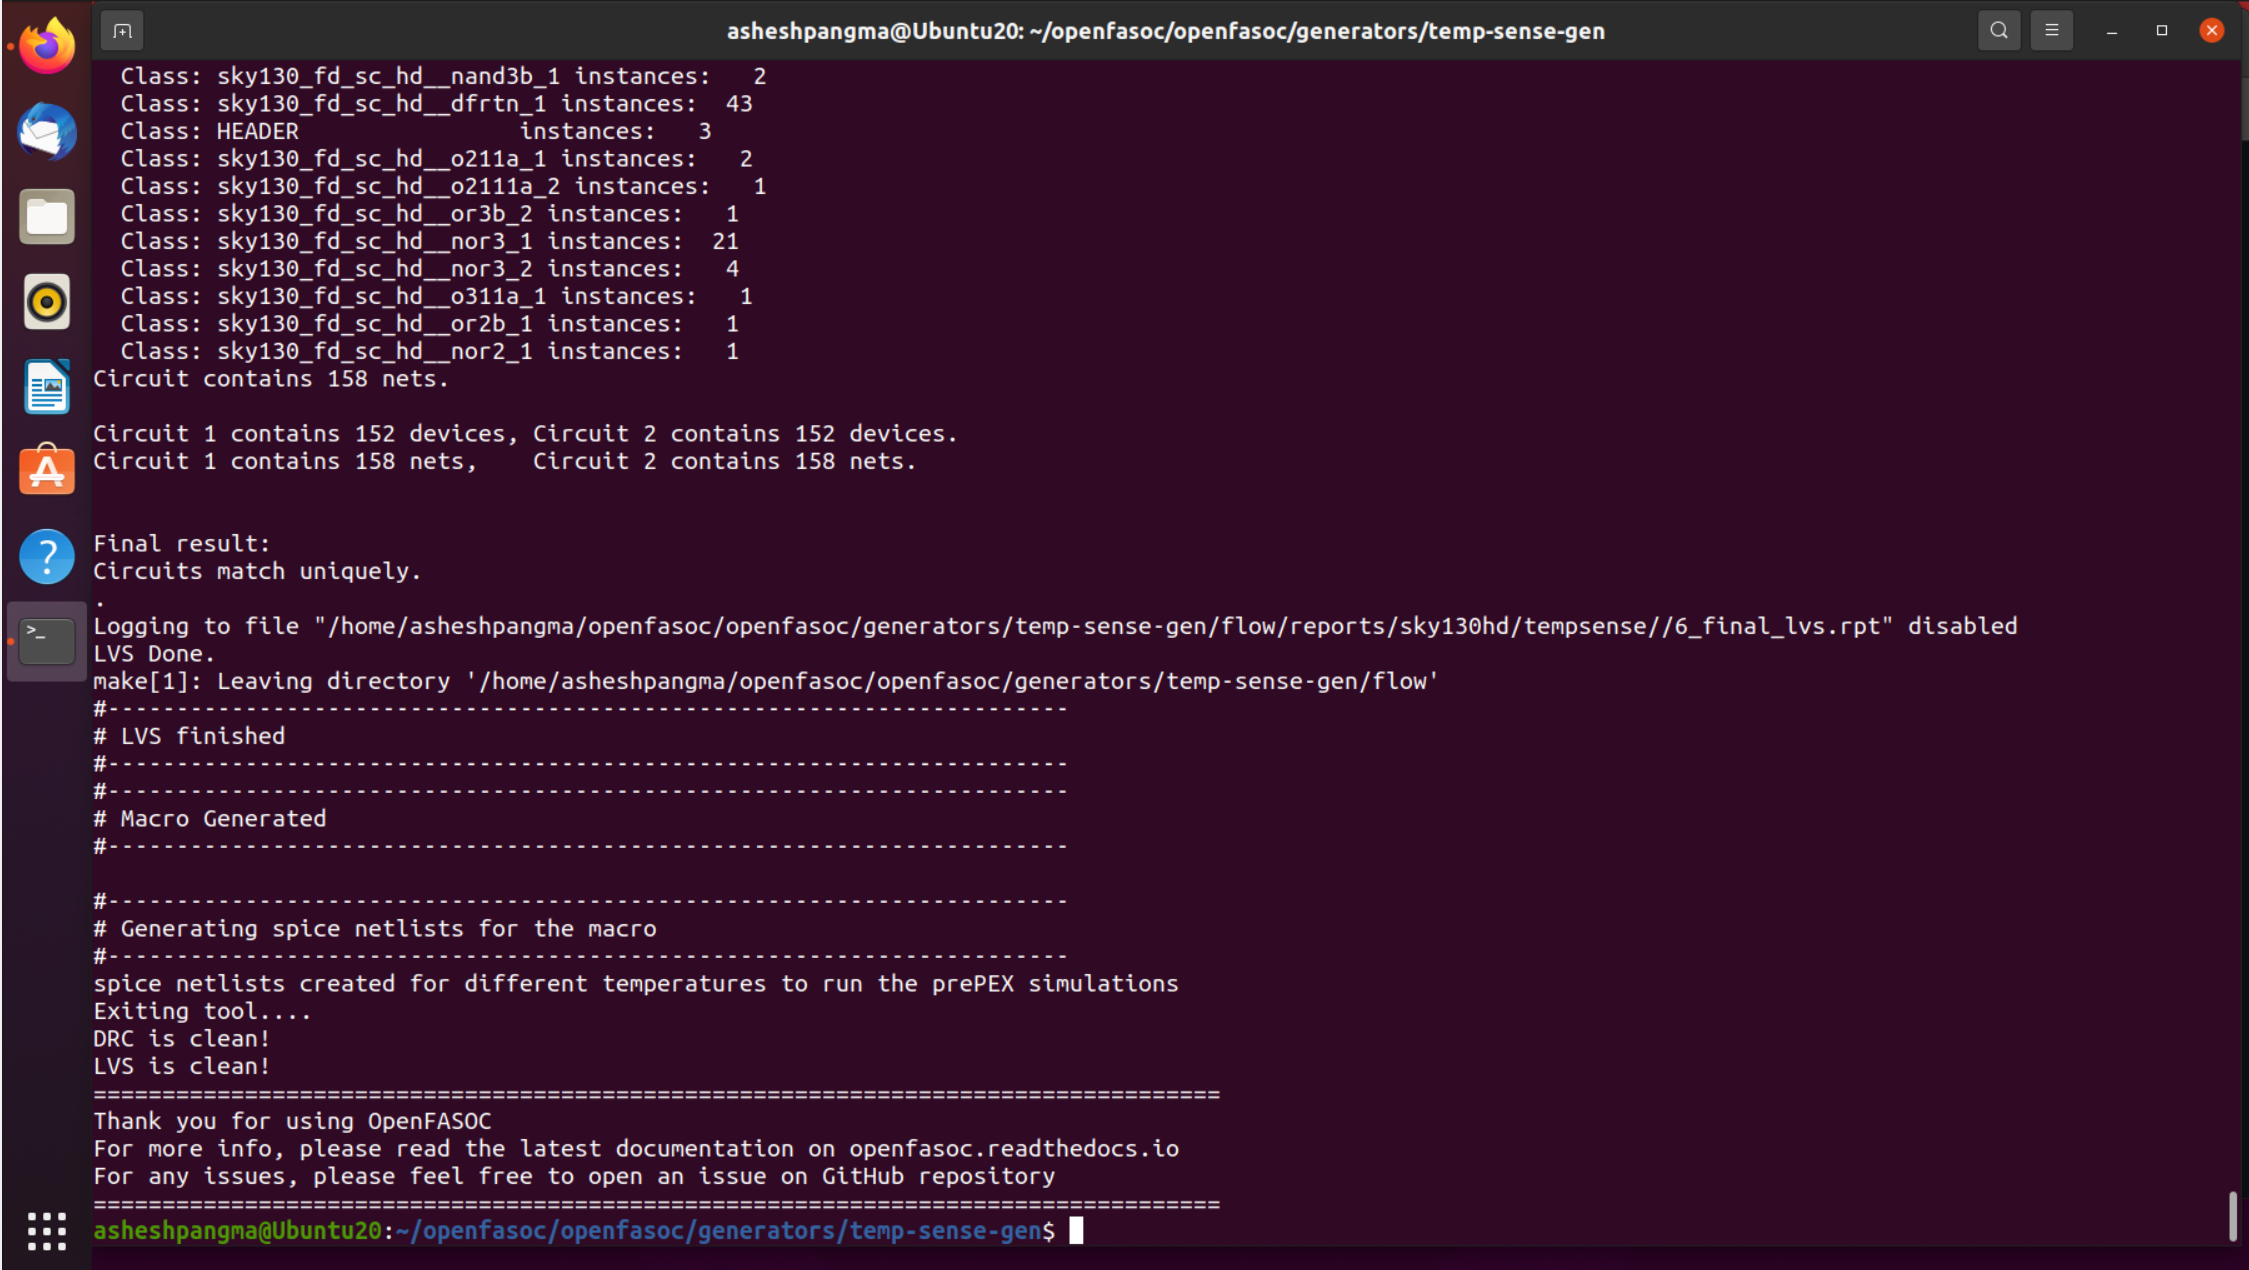 asheshpangma@Ubuntu20: ~/openfasoc/openfasoc/generators/temp-sense-gen
Class: sky130_fd_sc_hd__nand3b_1 instances:   2
Class: sky130_fd_sc_hd__dfrtn_1 instances:  43
Class: HEADER                instances:   3
Class: sky130_fd_sc_hd__o211a_1 instances:   2
Class: sky130_fd_sc_hd__o2111a_2 instances:   1
Class: sky130_fd_sc_hd__or3b_2 instances:   1
Class: sky130_fd_sc_hd__nor3_1 instances:  21
Class: sky130_fd_sc_hd__nor3_2 instances:   4
Class: sky130_fd_sc_hd__o311a_1 instances:   1
Class: sky130_fd_sc_hd__or2b_1 instances:   1
Class: sky130_fd_sc_hd__nor2_1 instances:   1
Circuit contains 158 nets.
Circuit 1 contains 152 devices, Circuit 2 contains 152 devices.
Circuit 1 contains 158 nets,    Circuit 2 contains 158 nets.
Final result:
Circuits match uniquely.
.
Logging to file "/home/asheshpangma/openfasoc/openfasoc/generators/temp-sense-gen/flow/reports/sky130hd/tempsense//6_final_lvs.rpt" disabled
LVS Done.
make[1]: Leaving directory '/home/asheshpangma/openfasoc/openfasoc/generators/temp-sense-gen/flow'
#----------------------------------------------------------------------
# LVS finished
#----------------------------------------------------------------------
#----------------------------------------------------------------------
# Macro Generated
#----------------------------------------------------------------------
#----------------------------------------------------------------------
# Generating spice netlists for the macro
#----------------------------------------------------------------------
spice netlists created for different temperatures to run the prePEX simulations
Exiting tool....
DRC is clean!
LVS is clean!
==================================================================================
Thank you for using OpenFASOC
For more info, please read the latest documentation on openfasoc.readthedocs.io
For any issues, please feel free to open an issue on GitHub repository
==================================================================================
asheshpangma@Ubuntu20:~/openfasoc/openfasoc/generators/temp-sense-gen$